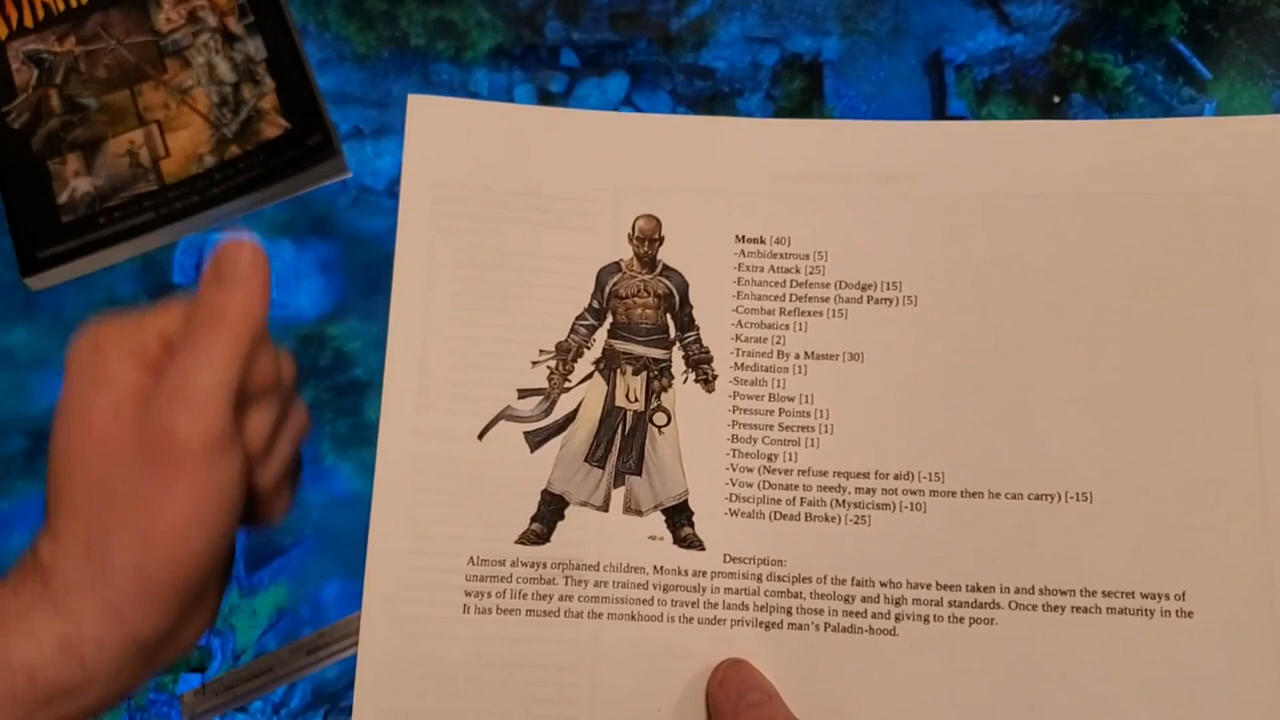 Monk [40]
-Ambidextrous [5]
-Extra Attack [25]
-Enhanced Defense (Dodge) [15]
-Enhanced Defense (hand Parry) [5]
-Combat Reflexes [15]
-Acrobatics [1]
-Karate [2]
-Trained By a Master [30]
-Meditation [1]
-Stealth [1]
-Power Blow [1]
-Pressure Points [1]
-Pressure Secrets [1]
-Body Control [1]
-Theology [1]
-Vow (Never refuse request for aid) [-15]
-Vow (Donate to needy, may not own more then he can carry) [-15]
-Discipline of Faith (Mysticism) [-10]
-Wealth (Dead Broke) [-25]
Description:
Almost always orphaned children, Monks are promising disciples of the faith who have been taken in and shown the secret ways of
unarmed combat. They are trained vigorously in martial combat, theology and high moral standards. Once they reach maturity in the
ways of life they are commissioned to travel the lands helping those in need and giving to the poor.
It has been mused that the monkhood is the under privileged man's Paladin-hood.